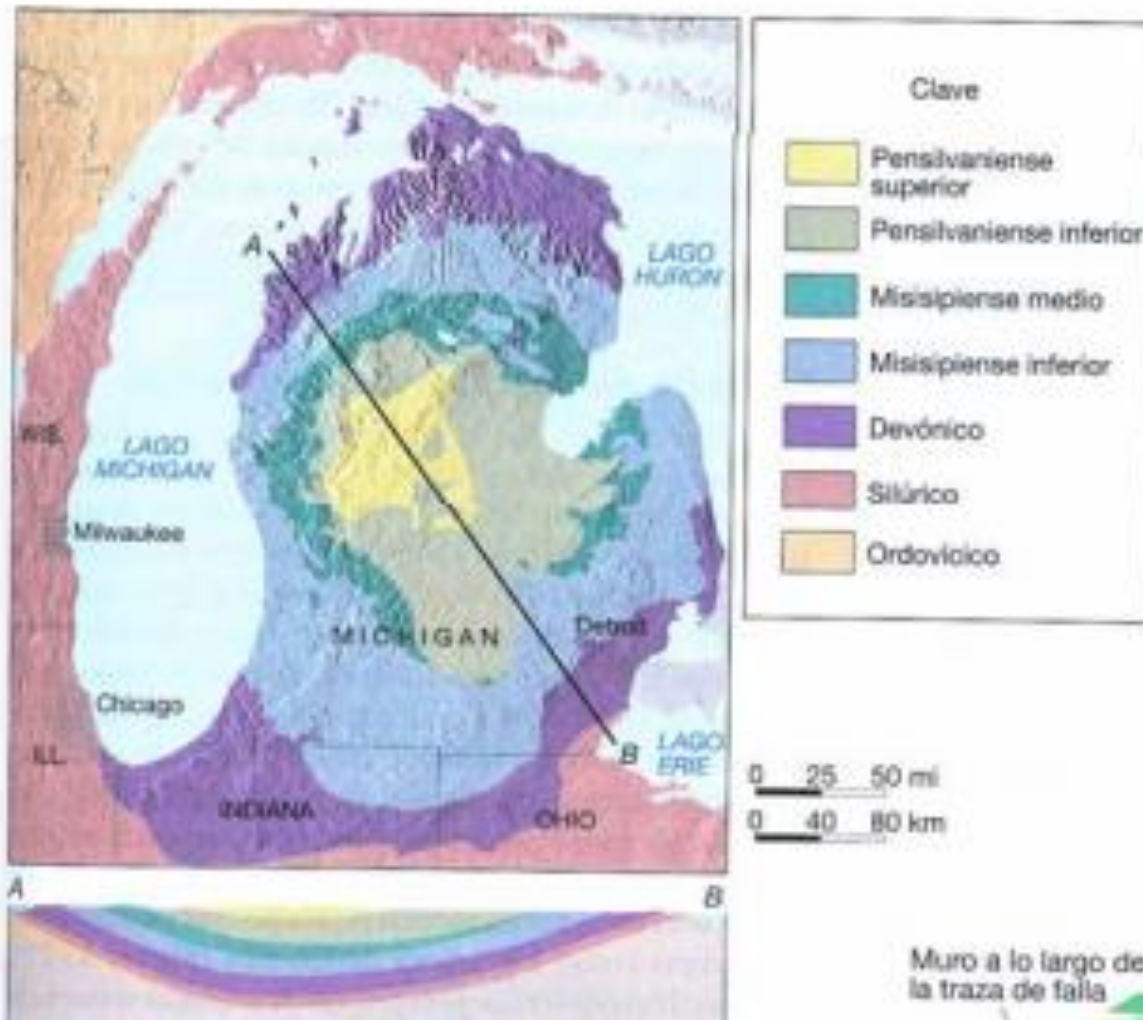 Clave
Pensilvaniense
supérior
Pensilvaniense inferior
Misisipiense medio
Misisipiense inferior
Devónico
Silúrico
Ordovícico
A
LAGO
HURON
WIS.
LAGO
MICHIGAN
Milwaukee
MICHIGAN
Detroit
Chicago
ILL.
B
LAGO
ERIE
INDIANA
OHIO
0 25 50 mi
0 40 80 km
A
B
Muro a lo largo de
la traza de falla